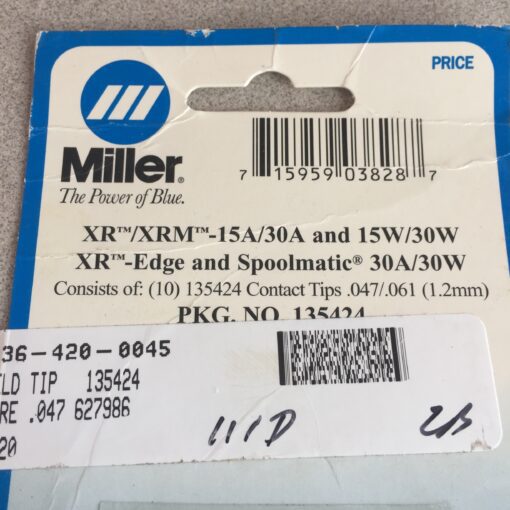 PRICE
Miller®
The Power of Blue.
7 15959 03828 7
XR™/XRM™-15A/30A and 15W/30W
XR™-Edge and Spoolmatic® 30A/30W
Consists of: (10) 135424 Contact Tips .047/.061 (1.2mm)
PKG. NO. 135424
36-420-0045
ELD TIP 135424
RE .047 627986
20